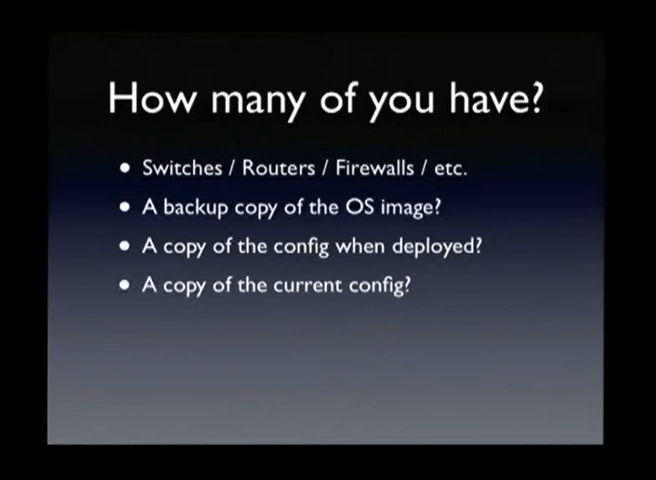 How many of you have?
• Switches / Routers / Firewalls / etc.
• A backup copy of the OS image?
• A copy of the config when deployed?
• A copy of the current config?